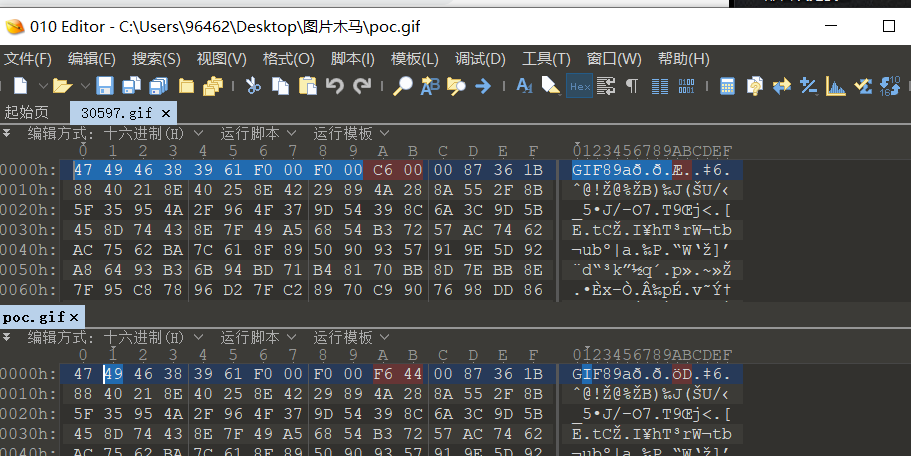 010 Editor - C:\Users\96462\Desktop\图片木马\poc.gif
文件(F) 编辑(E) 搜索(S) 视图(V) 格式(O) 脚本(I) 模板(L) 调试(D) 工具(T) 窗口(W) 帮助(H)
Hex
起始页 30597.gif ×
编辑方式: 十六进制(H) 运行脚本 运行模板
0 1 2 3 4 5 6 7 8 9 A B C D E F 0123456789ABCDEF
0000h: 47 49 46 38 39 61 F0 00 F0 00 C6 00 00 87 36 1B GIF89að.ð.Æ..‡6.
0010h: 88 40 21 8E 40 25 8E 42 29 89 4A 28 8A 55 2F 8B ˆ@!Ž@%ŽB)‰J(ŠU/‹
0020h: 5F 35 95 4A 2F 96 4F 37 9D 54 39 8C 6A 3C 9D 5B _5•J/–O7.T9Œj<.[
0030h: 45 8D 74 43 8E 7F 49 A5 68 54 B3 72 57 AC 74 62 E.tCŽ.I¥hT³rW¬tb
0040h: AC 75 62 BA 7C 61 8F 89 50 90 93 57 91 9E 5D 92 ¬ubº|a.‰P.“W‘ž]’
0050h: A8 64 93 B3 6B 94 BD 71 B4 81 70 BB 8D 7E BB 8E ¨d“³k”½q´.p».~»Ž
0060h: 7F 95 C8 78 96 D2 7F C2 89 70 C9 90 76 98 DD 86 .•Èx–Ò.Â‰pÉ.v˜Ý†
poc.gif ×
编辑方式: 十六进制(H) 运行脚本 运行模板
0 1 2 3 4 5 6 7 8 9 A B C D E F 0123456789ABCDEF
0000h: 47 49 46 38 39 61 F0 00 F0 00 F6 44 00 87 36 1B GIF89að.ð.öD.‡6.
0010h: 88 40 21 8E 40 25 8E 42 29 89 4A 28 8A 55 2F 8B ˆ@!Ž@%ŽB)‰J(ŠU/‹
0020h: 5F 35 95 4A 2F 96 4F 37 9D 54 39 8C 6A 3C 9D 5B _5•J/–O7.T9Œj<.[
0030h: 45 8D 74 43 8E 7F 49 A5 68 54 B3 72 57 AC 74 62 E.tCŽ.I¥hT³rW¬tb